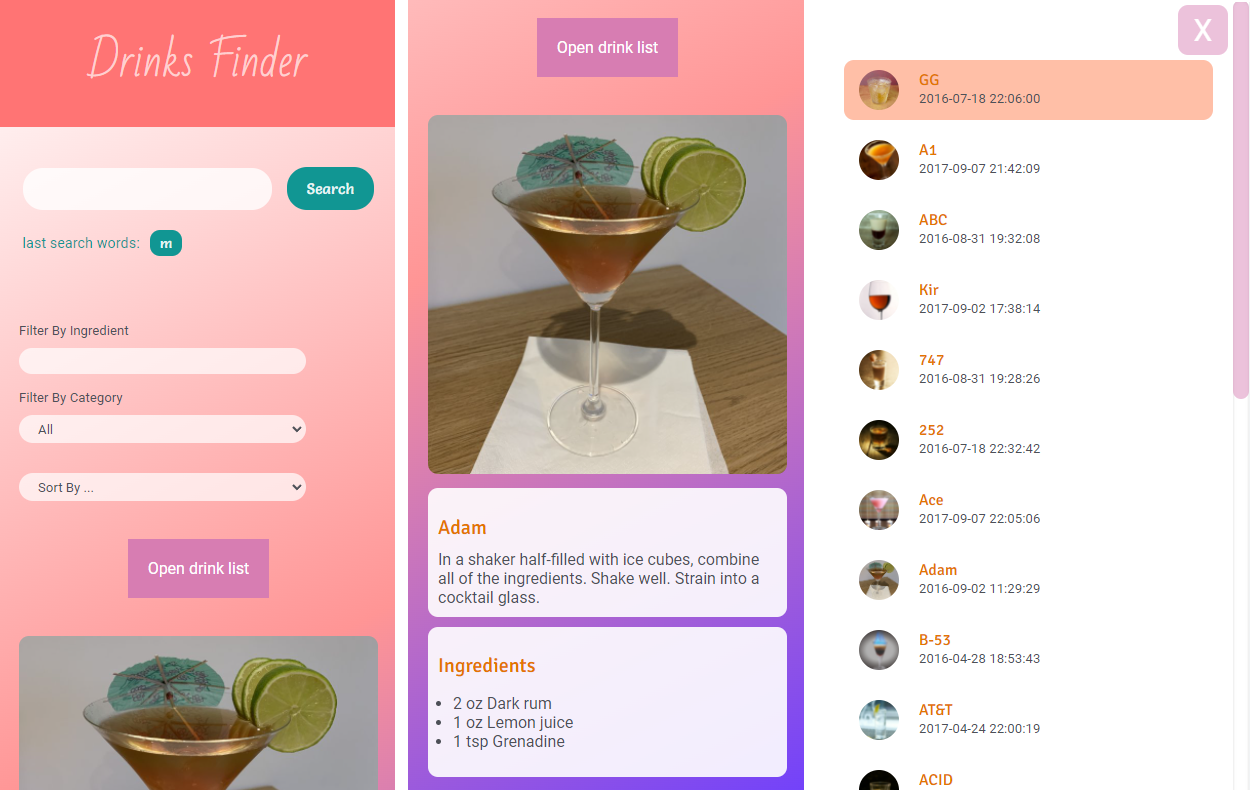 Drinks Finder
Search
last search words: m
Filter By Ingredient
Filter By Category
All
Sort By ...
Open drink list
Open drink list
Adam
In a shaker half-filled with ice cubes, combine
all of the ingredients. Shake well. Strain into a
cocktail glass.
Ingredients
2 oz Dark rum
1 oz Lemon juice
1 tsp Grenadine
X
GG
2016-07-18 22:06:00
A1
2017-09-07 21:42:09
ABC
2016-08-31 19:32:08
Kir
2017-09-02 17:38:14
747
2016-08-31 19:28:26
252
2016-07-18 22:32:42
Ace
2017-09-07 22:05:06
Adam
2016-09-02 11:29:29
B-53
2016-04-28 18:53:43
AT&T
2017-04-24 22:00:19
ACID